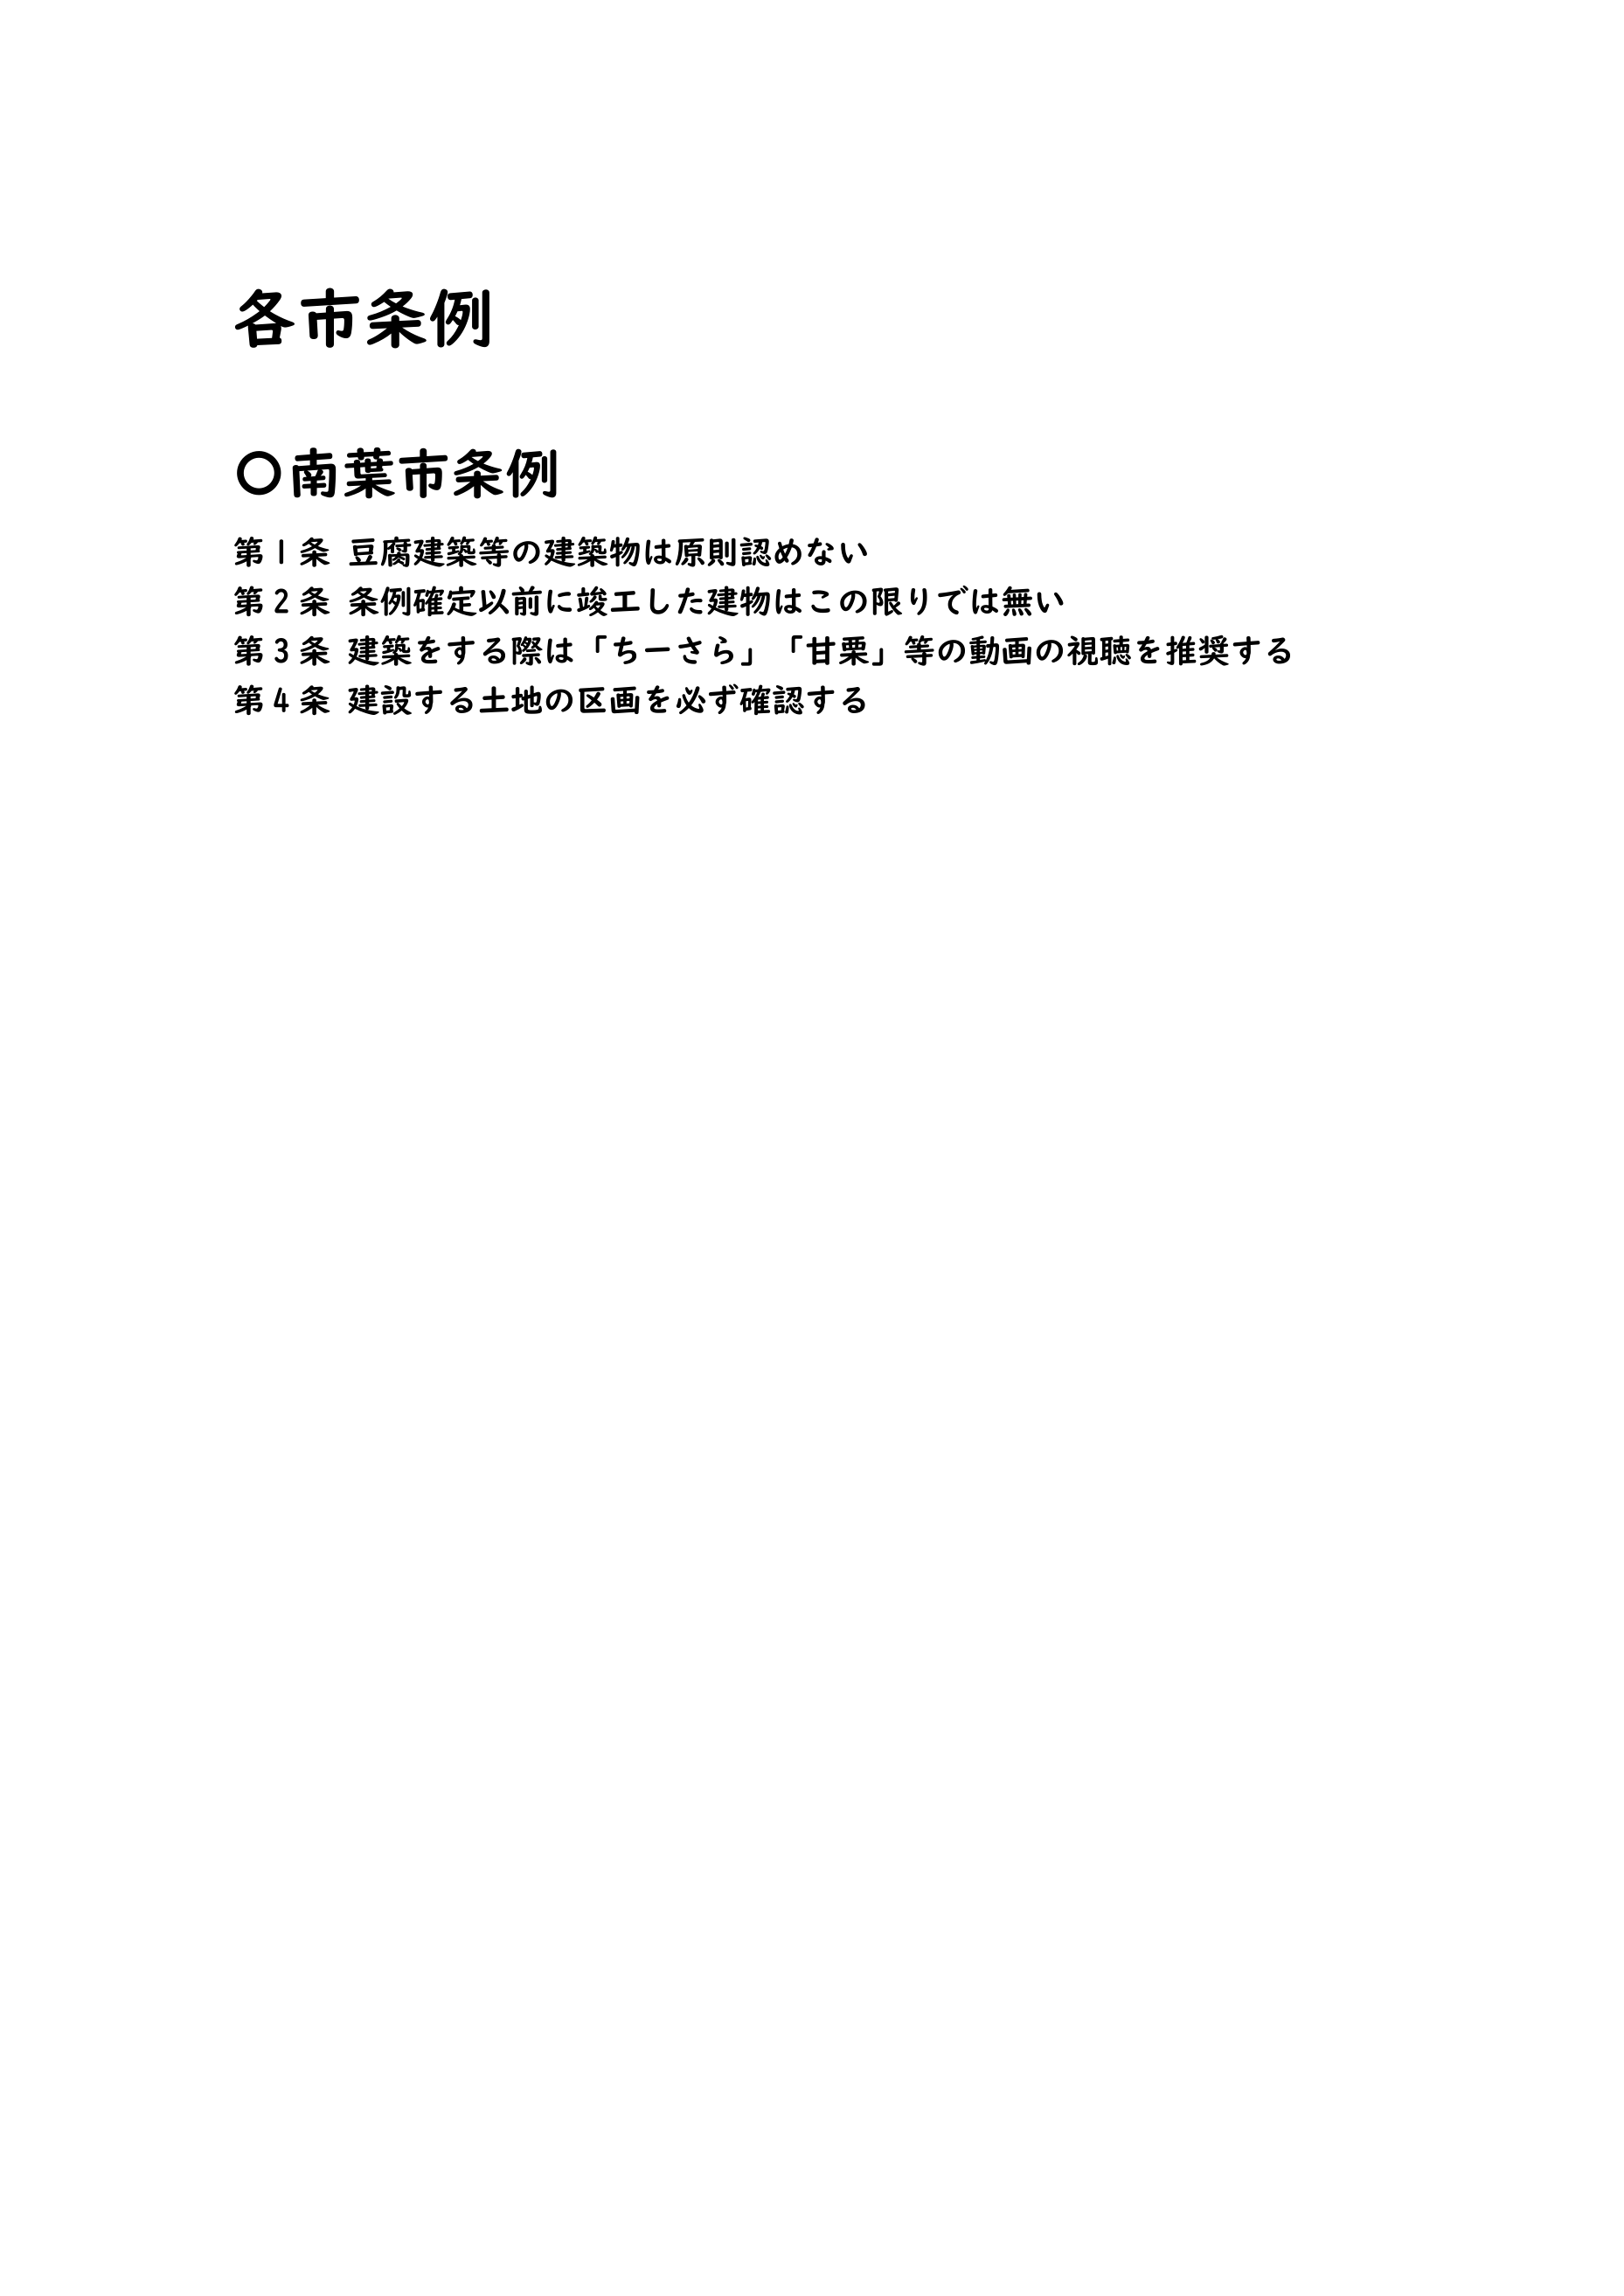 各市条例
〇南葉市条例
第1条 豆腐建築等の建築物は原則認めない
第2条 条例確定以前に竣工した建物はこの限りでは無い
第3条 建築をする際は「ちーさら」「甘栗」等の動画の視聴を推奨する
第4条 建設する土地の区画を必ず確認する